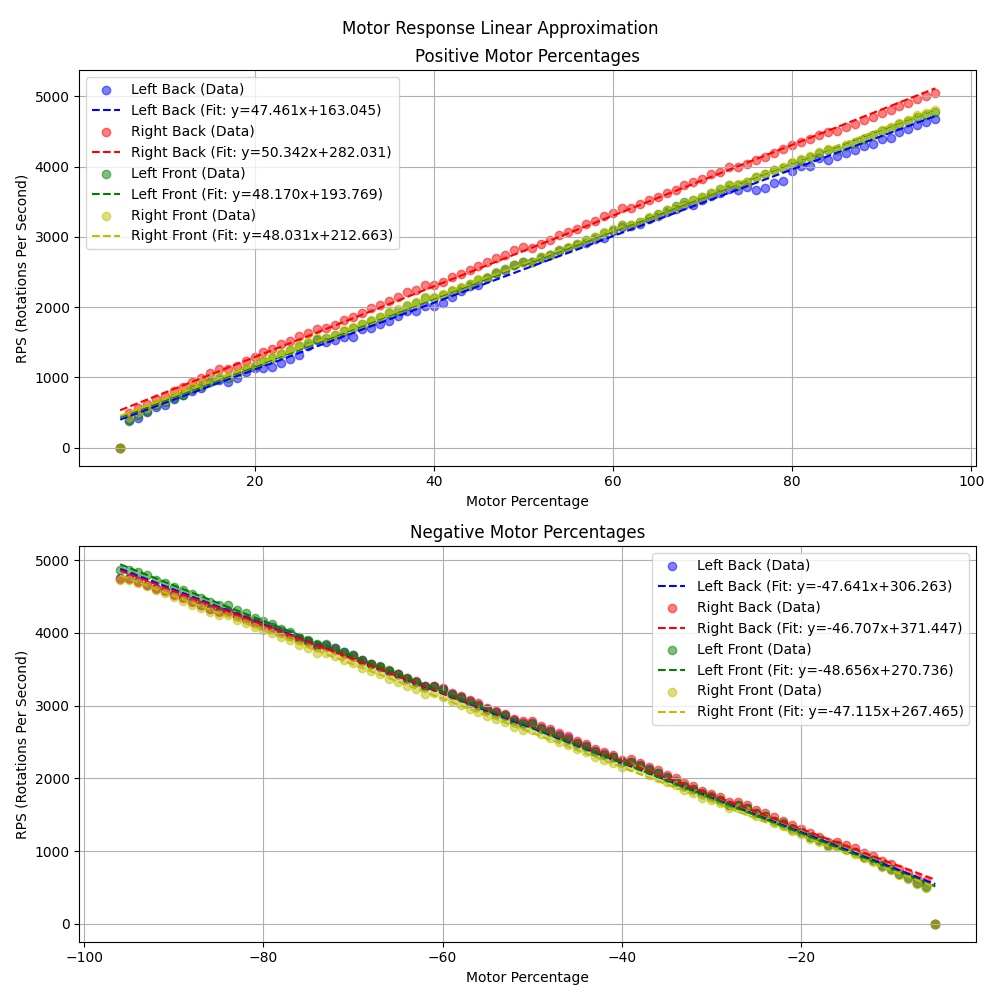 Motor Response Linear Approximation
Positive Motor Percentages
RPS (Rotations Per Second)
5000
4000
3000
2000
1000
0
Left Back (Data)
Left Back (Fit: y=47.461x+163.045)
Right Back (Data)
Right Back (Fit: y=50.342x+282.031)
Left Front (Data)
Left Front (Fit: y=48.170x+193.769)
Right Front (Data)
Right Front (Fit: y=48.031x+212.663)
20 40 60 80 100
Motor Percentage
Negative Motor Percentages
RPS (Rotations Per Second)
5000
4000
3000
2000
1000
0
Left Back (Data)
Left Back (Fit: y=-47.641x+306.263)
Right Back (Data)
Right Back (Fit: y=-46.707x+371.447)
Left Front (Data)
Left Front (Fit: y=-48.656x+270.736)
Right Front (Data)
Right Front (Fit: y=-47.115x+267.465)
−100 −80 −60 −40 −20
Motor Percentage